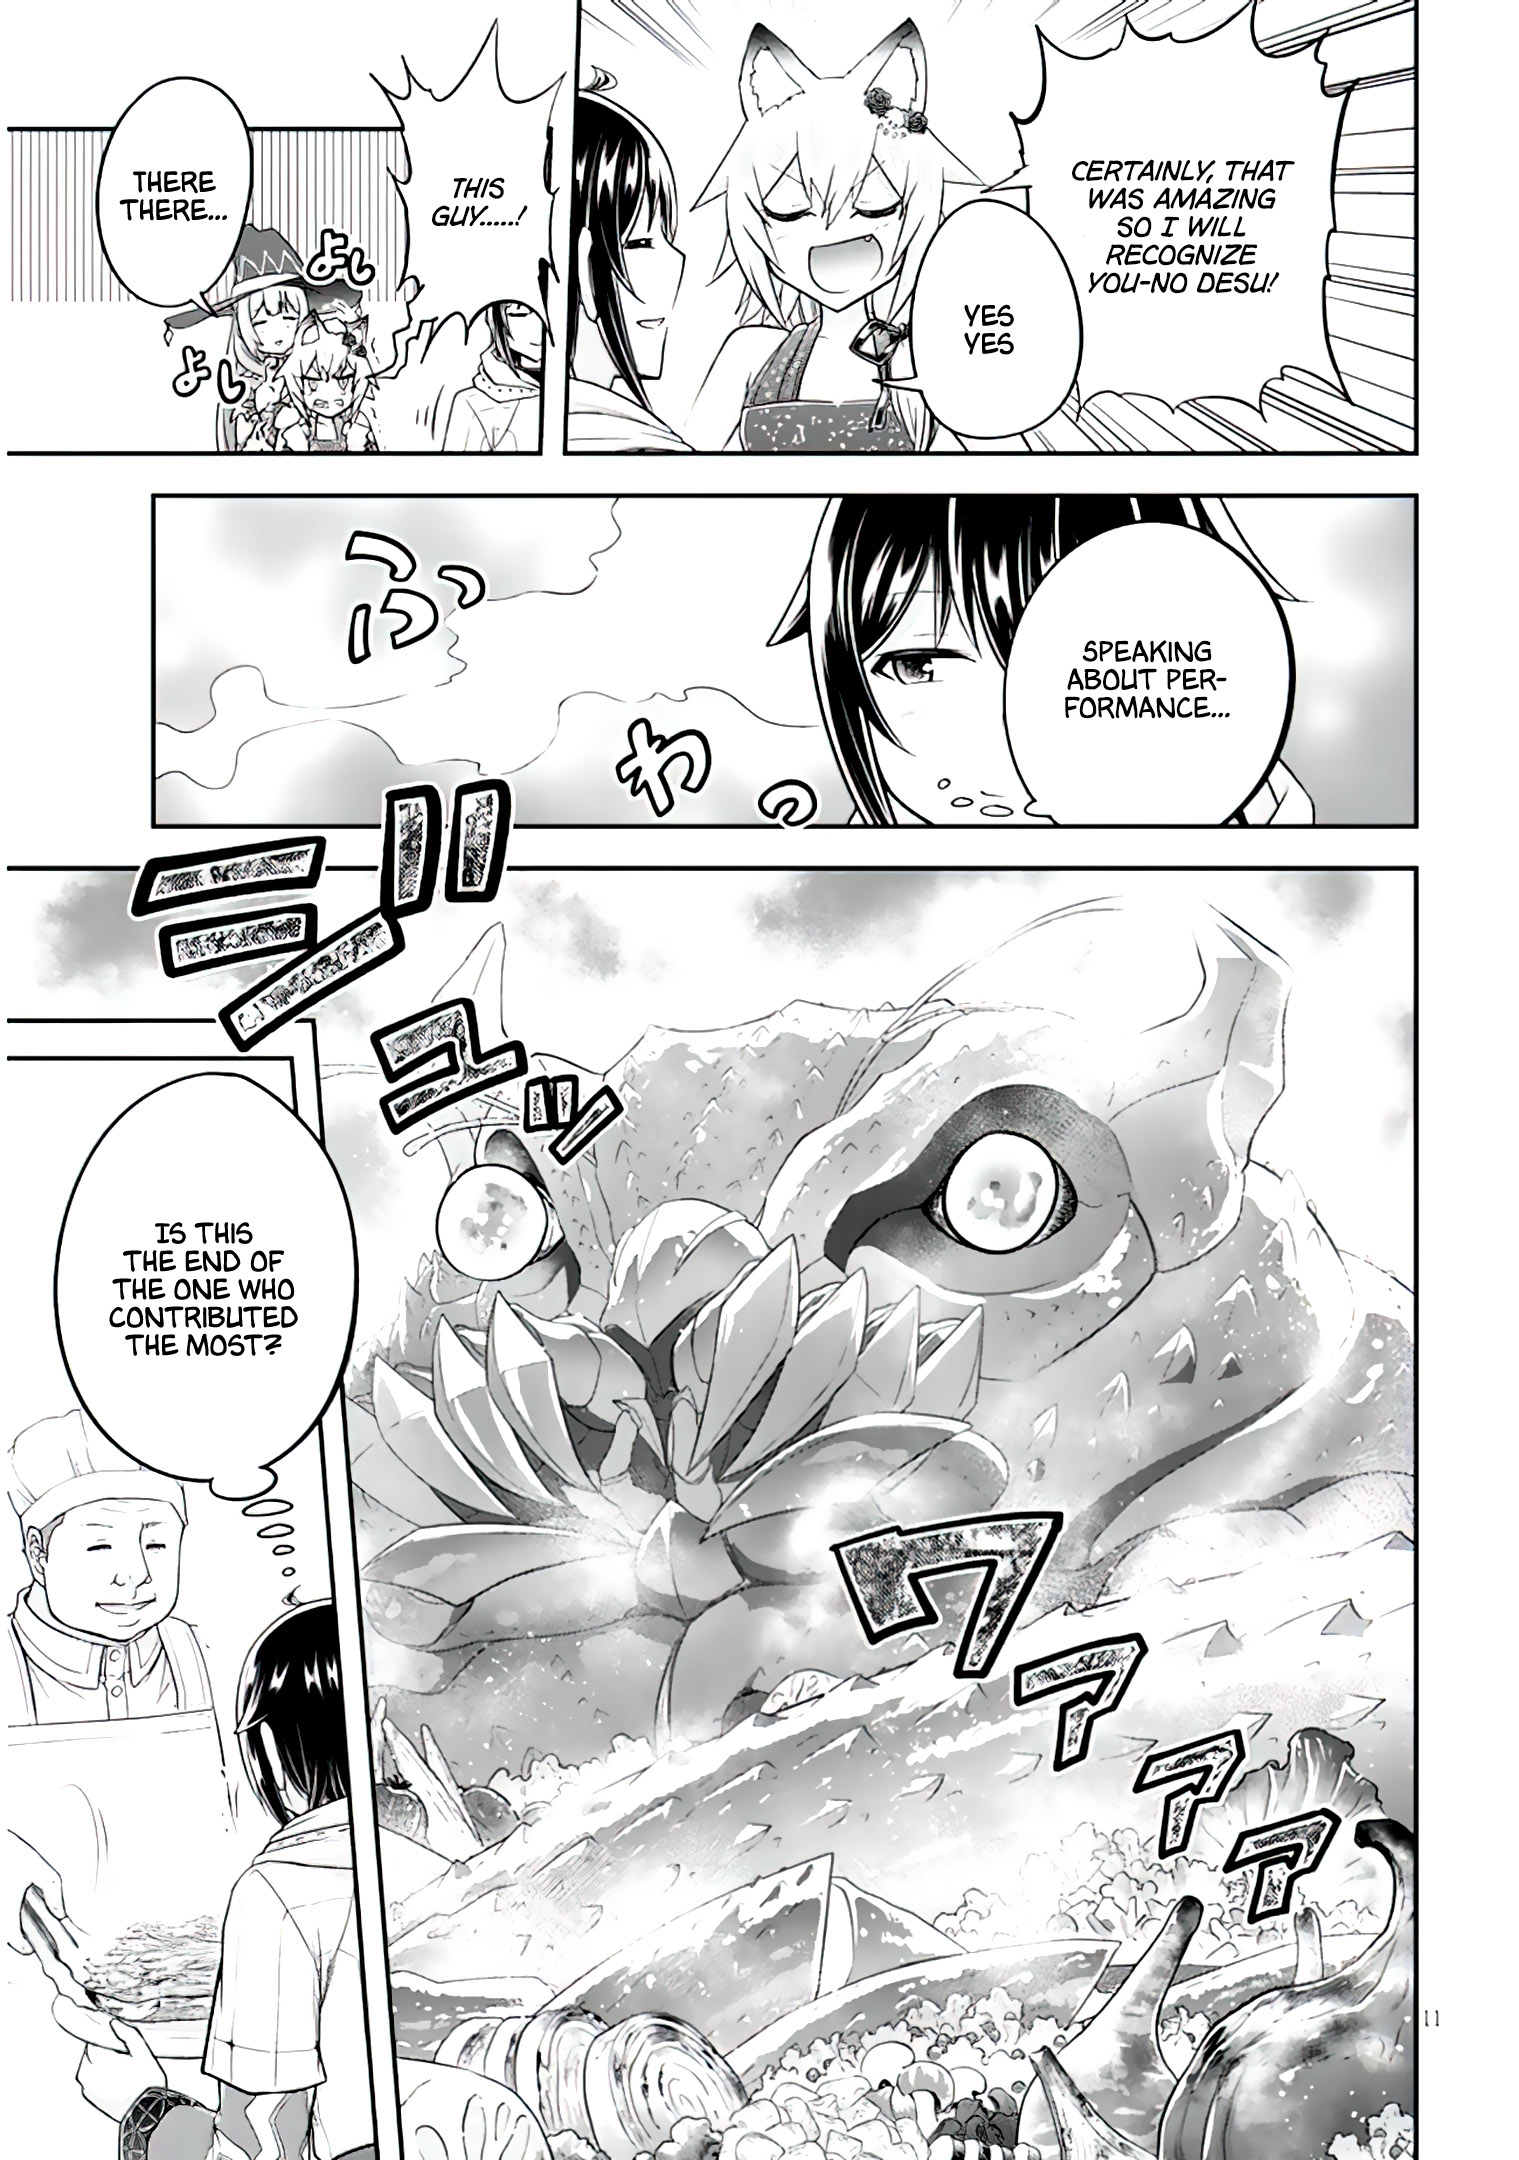 CERTAINLY, THAT
WAS AMAZING
SO I WILL
RECOGNIZE
YOU-NO DESU!
YES
YES
THIS
GUY.....!
THERE
THERE...
よし
よし
SPEAKING
ABOUT PER-
FORMANCE...
ふっ
わっ
ジュッ
ワァァァ
IS THIS
THE END OF
THE ONE WHO
CONTRIBUTED
THE MOST?
11